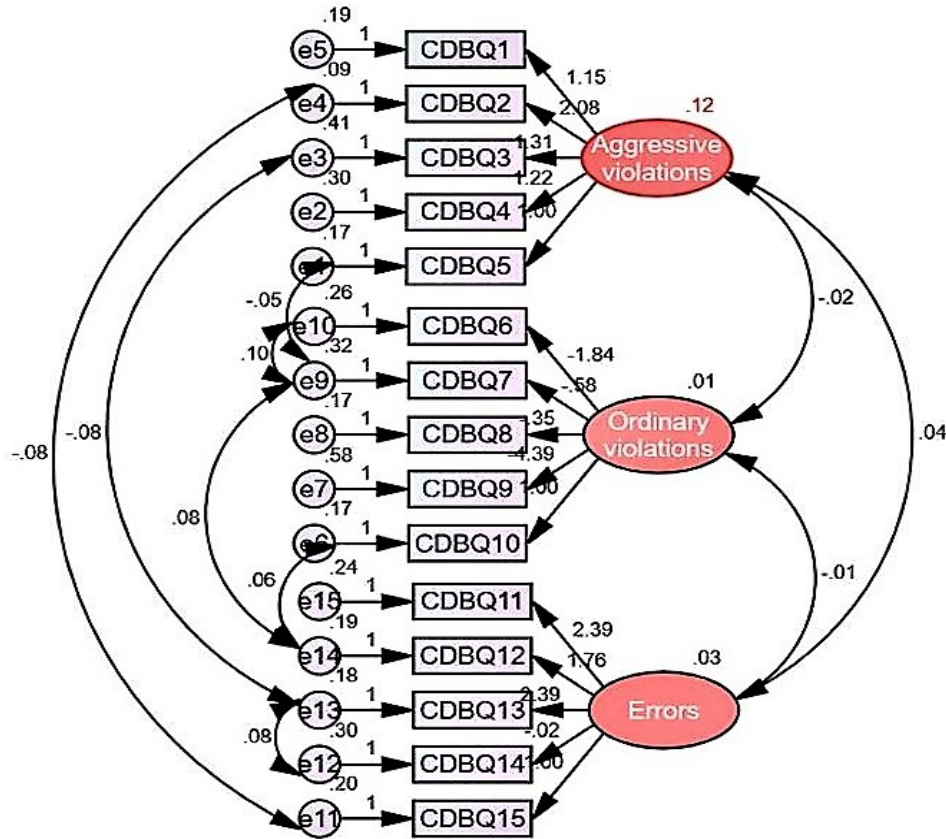 .19
e5 1 CDBQ1
1.15
.09
e4 1 CDBQ2
2.08
.12
.41
e3 1 CDBQ3
1.31
Aggressive
violations
.30
e2 1 CDBQ4
1.22
1.00
.17
1 CDBQ5
-.05
.26
-.02
e10 1 CDBQ6
-1.84
.10
.32
e9 1 CDBQ7
-.58
.01
.17
e8 1 CDBQ8
.35
Ordinary
violations
-.08
-.08
.04
.58
-4.39
e7 1 CDBQ9
1.00
.08
.17
e6 1 CDBQ10
.06
.24
-.01
e15 1 CDBQ11
2.39
.19
e14 1 CDBQ12
1.76
.03
.18
e13 1 CDBQ13
2.39
Errors
.08
.30
-.02
e12 1 CDBQ14
1.00
.20
e11 1 CDBQ15